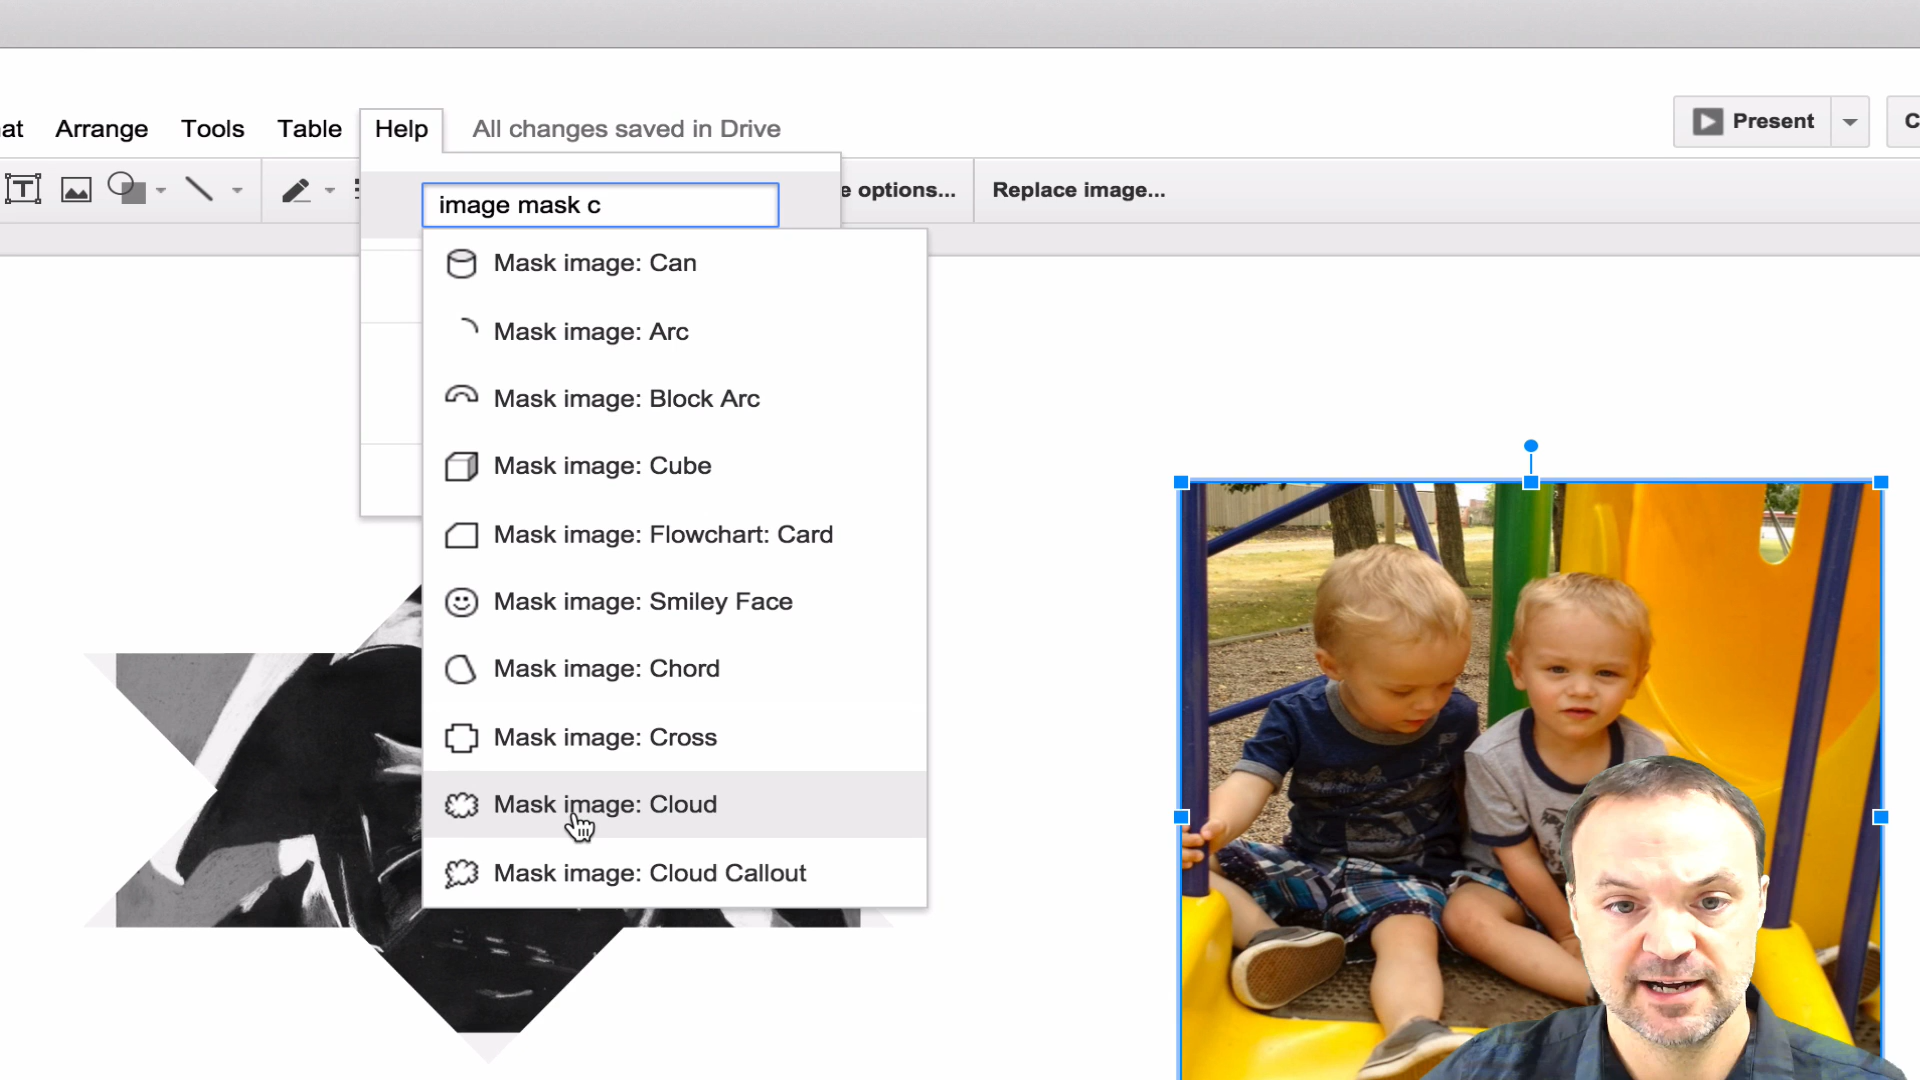 at Arrange Tools Table Help All changes saved in Drive
Present C
T
image mask c
e options... Replace image...
Mask image: Can
Mask image: Arc
Mask image: Block Arc
Mask image: Cube
Mask image: Flowchart: Card
Mask image: Smiley Face
Mask image: Chord
Mask image: Cross
Mask image: Cloud
Mask image: Cloud Callout